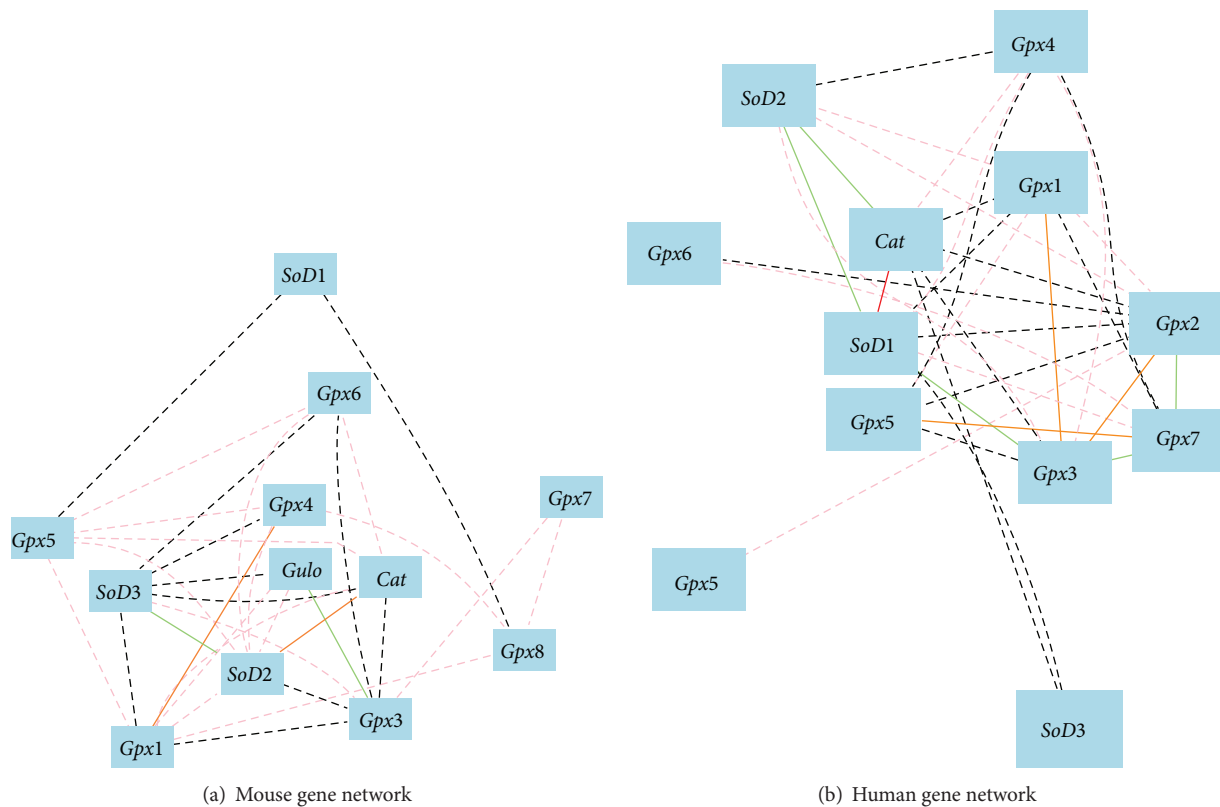 SoD1
Gpx6
Gpx4
Gpx7
Gpx5
Gulo
Cat
SoD3
Gpx8
SoD2
Gpx3
Gpx1
(a) Mouse gene network
Gpx4
SoD2
Gpx1
Cat
Gpx6
Gpx2
SoD1
Gpx5
Gpx7
Gpx3
Gpx5
SoD3
(b) Human gene network